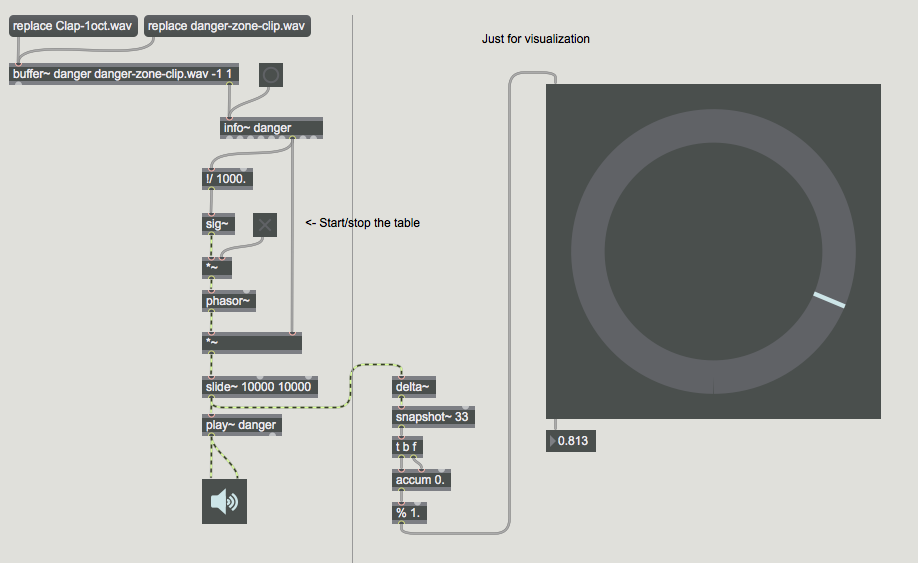 replace Clap-1oct.wav
replace danger-zone-clip.wav
buffer~ danger danger-zone-clip.wav -1 1
info~ danger
!/ 1000.
sig~
<- Start/stop the table
*~
phasor~
*~
slide~ 10000 10000
play~ danger
Just for visualization
delta~
snapshot~ 33
t b f
accum 0.
% 1.
0.813